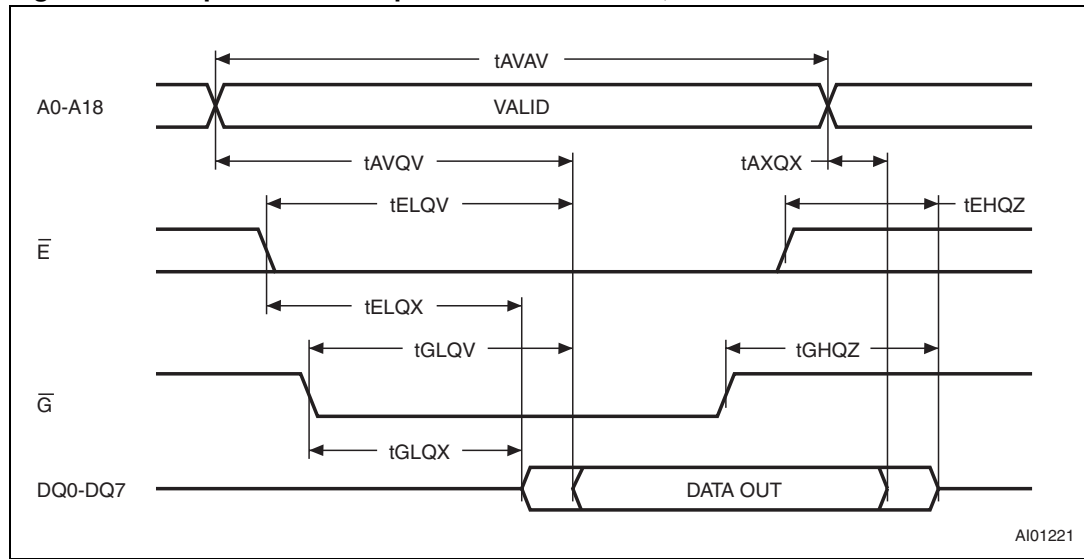 tAVAV
A0-A18
VALID
tAVQV
tAXQX
tELQV
tEHQZ
E̅
tELQX
tGLQV
tGHQZ
G̅
tGLQX
DQ0-DQ7
DATA OUT
AI01221